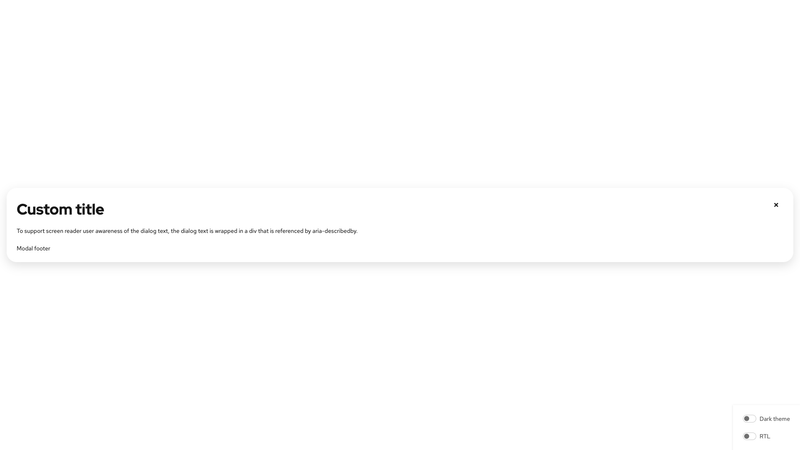 Custom title
To support screen reader user awareness of the dialog text, the dialog text is wrapped in a div that is referenced by aria-describedby.
Modal footer
Dark theme
RTL